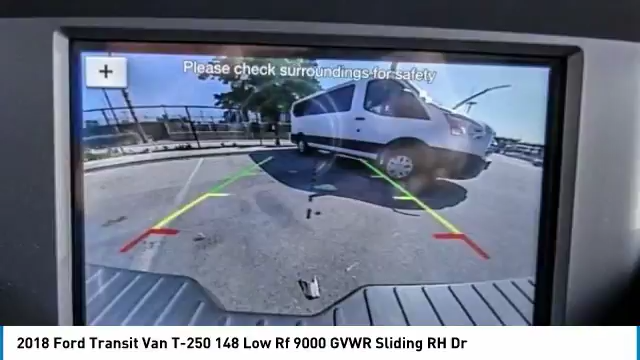 + Please check surroundings for safety
2018 Ford Transit Van T-250 148 Low Rf 9000 GVWR Sliding RH Dr